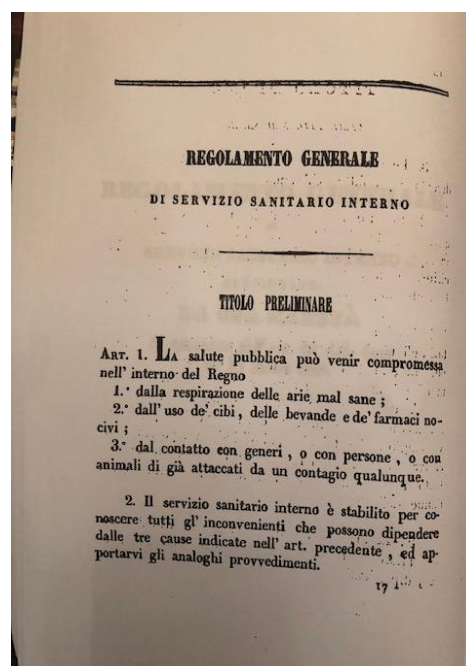 REGOLAMENTO GENERALE
DI SERVIZIO SANITARIO INTERNO
TITOLO PRELIMINARE
ART. 1. LA salute pubblica può venir compromessa
nell' interno del Regno
1.° dalla respirazione delle arie mal sane ;
2.° dall' uso de' cibi, delle bevande e de' farmaci no-
civi ;
3.° dal contatto con generi , o con persone , o con
animali di già attaccati da un contagio qualunque.
2. Il servizio sanitario interno è stabilito per co-
noscere tutti gl' inconvenienti che possono dipendere
dalle tre cause indicate nell' art. precedente , ed ap-
portarvi gli analoghi provvedimenti.
17